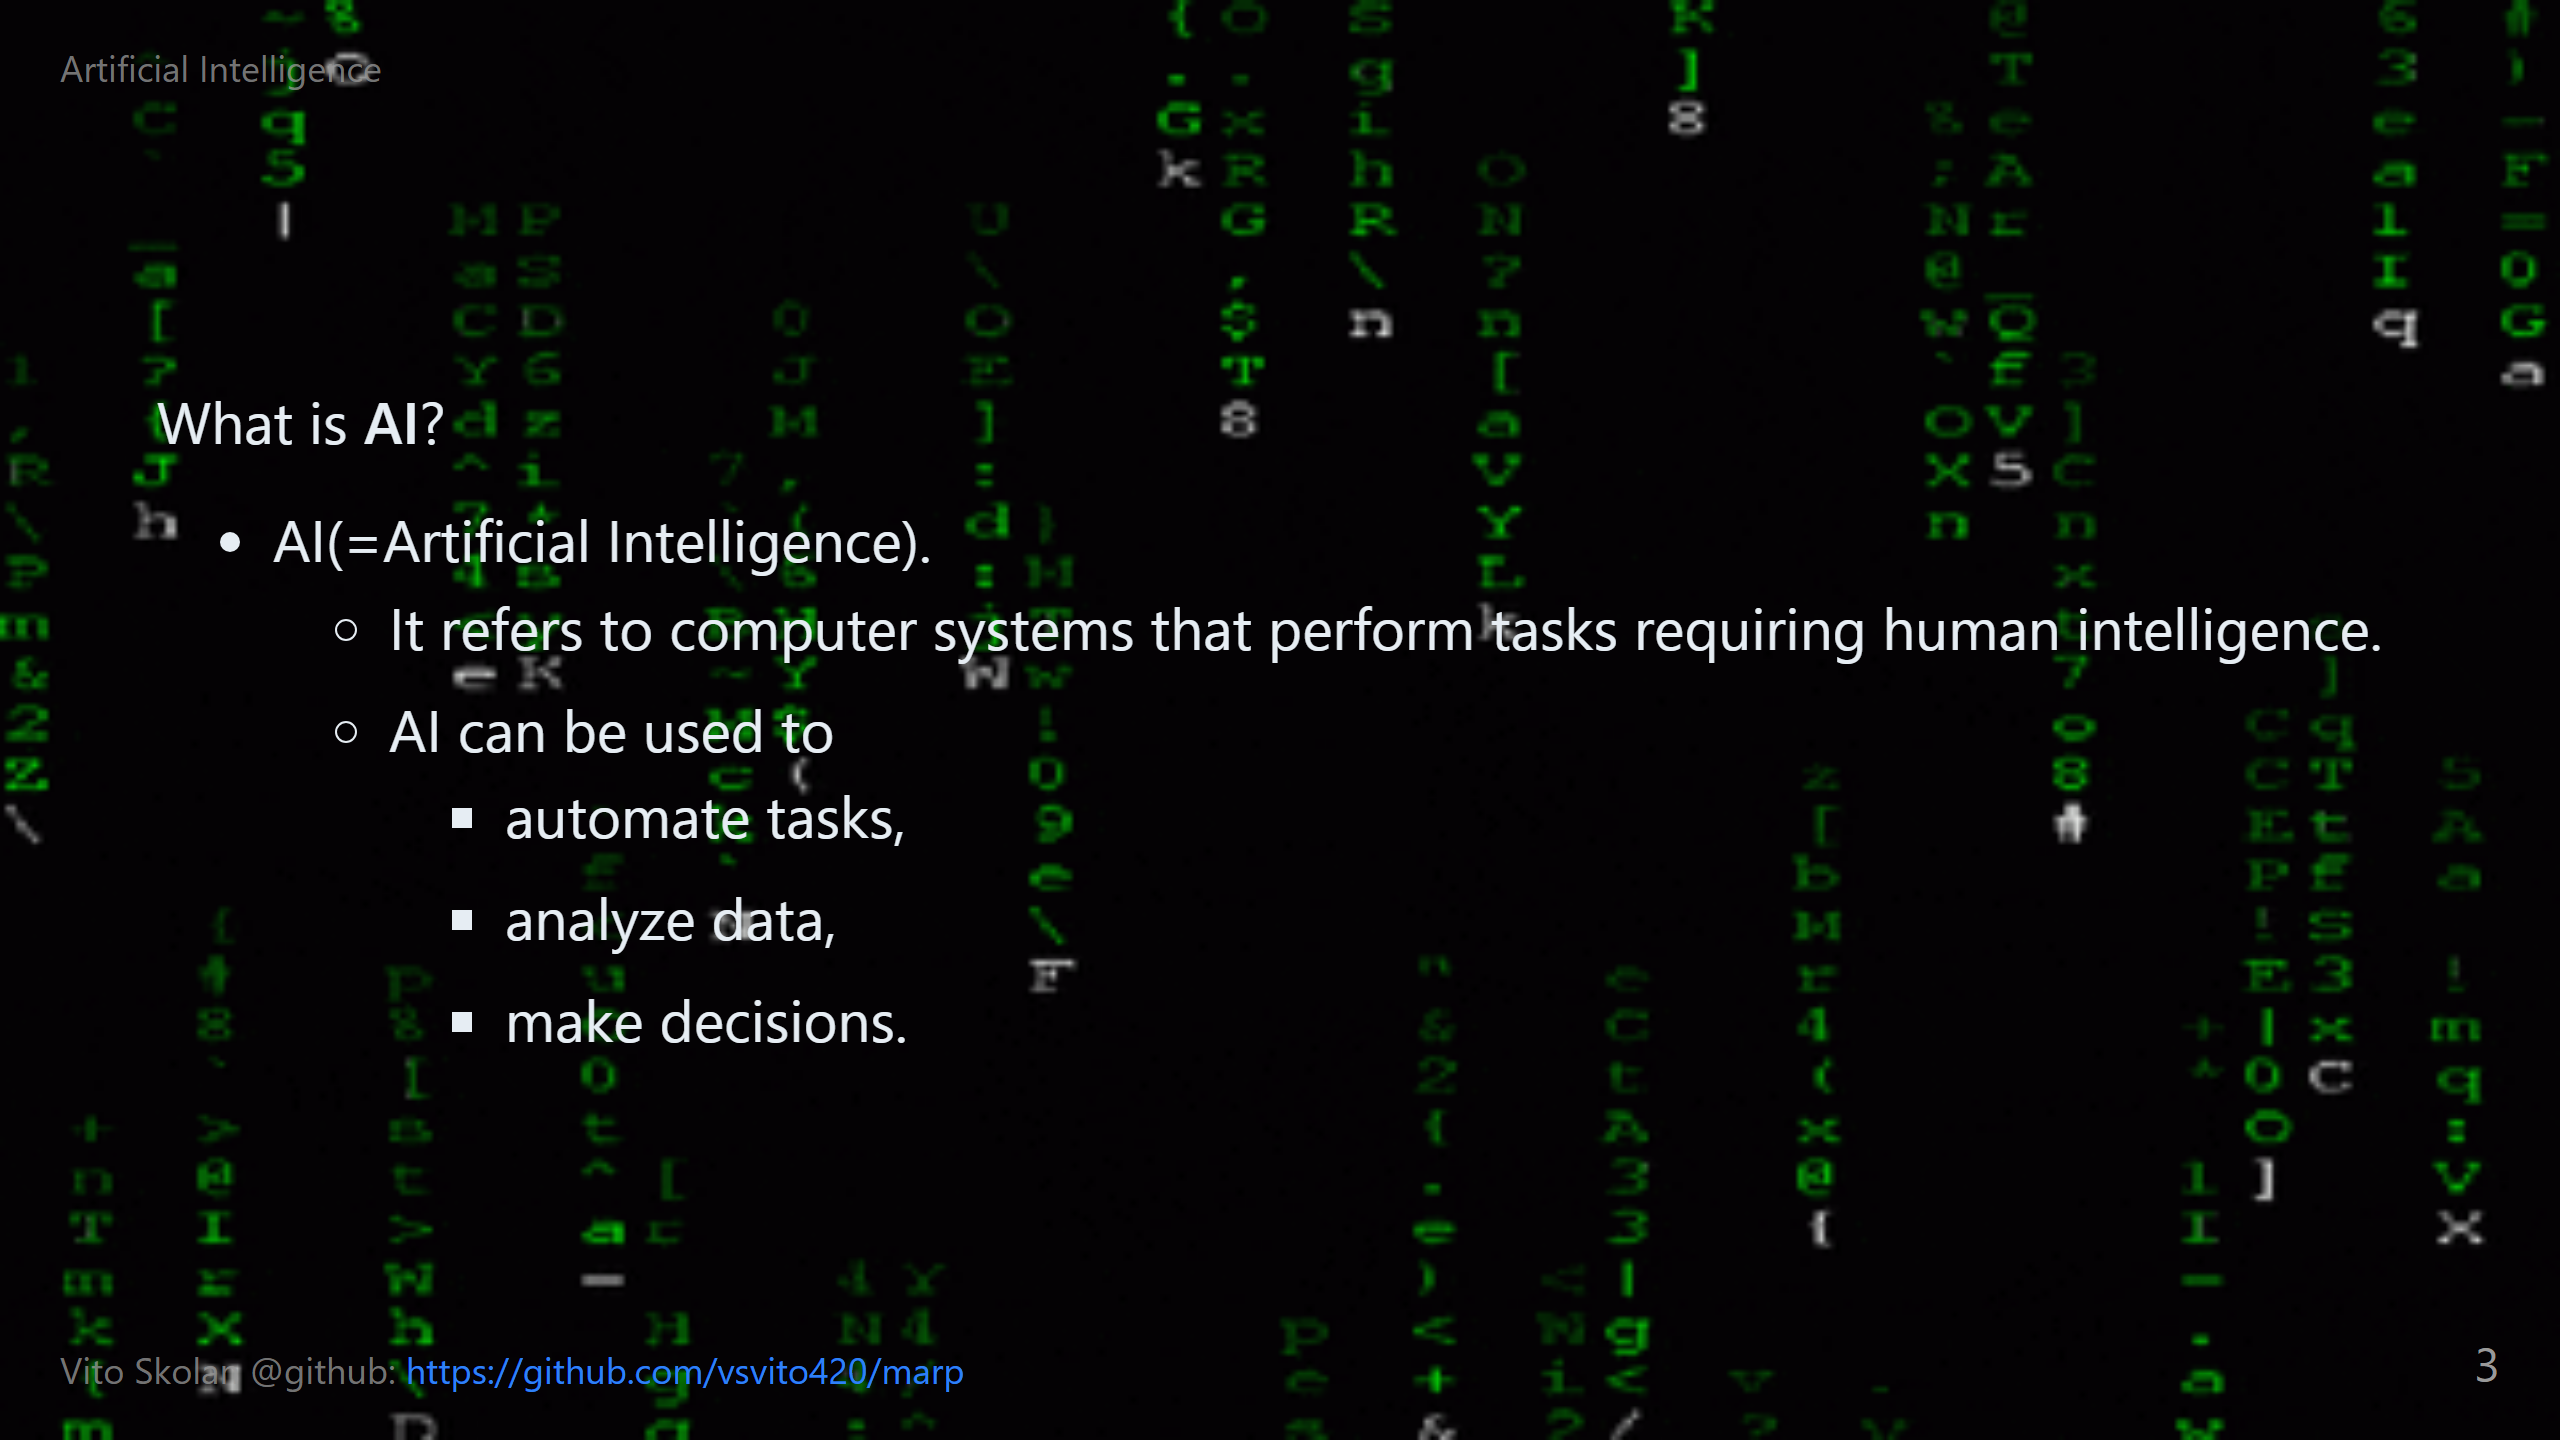 Artificial Intelligence
What is AI?
AI(=Artificial Intelligence).
It refers to computer systems that perform tasks requiring human intelligence.
AI can be used to
automate tasks,
analyze data,
make decisions.
Vito Skolan @github: https://github.com/vsvito420/marp
3